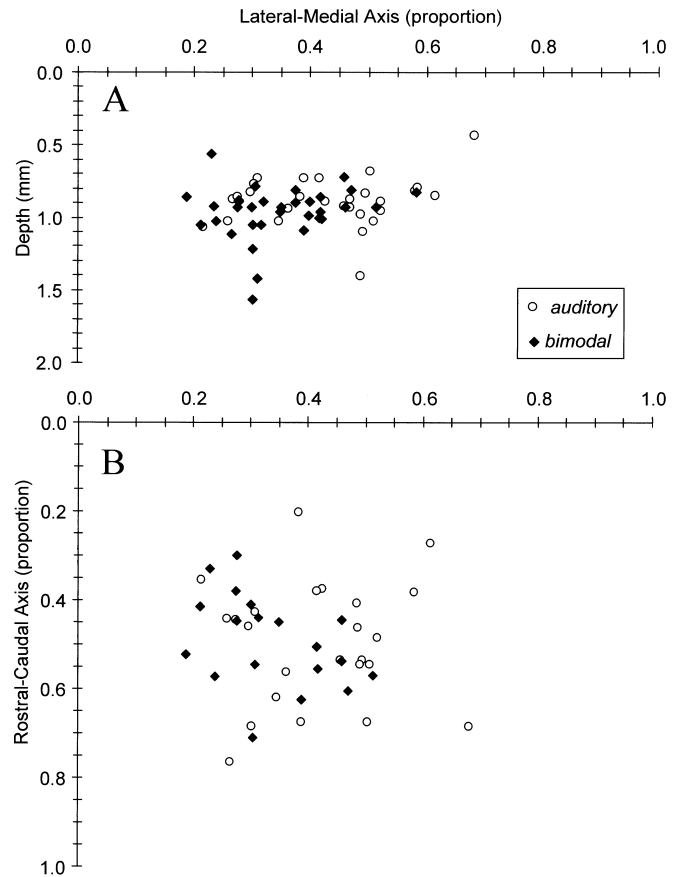 Lateral-Medial Axis (proportion)
0.0 0.2 0.4 0.6 0.8 1.0
0.0
A
0.5
Depth (mm)
1.0
1.5
auditory
bimodal
2.0
0.0 0.2 0.4 0.6 0.8 1.0
0.0
B
0.2
Rostral-Caudal Axis (proportion)
0.4
0.6
0.8
1.0